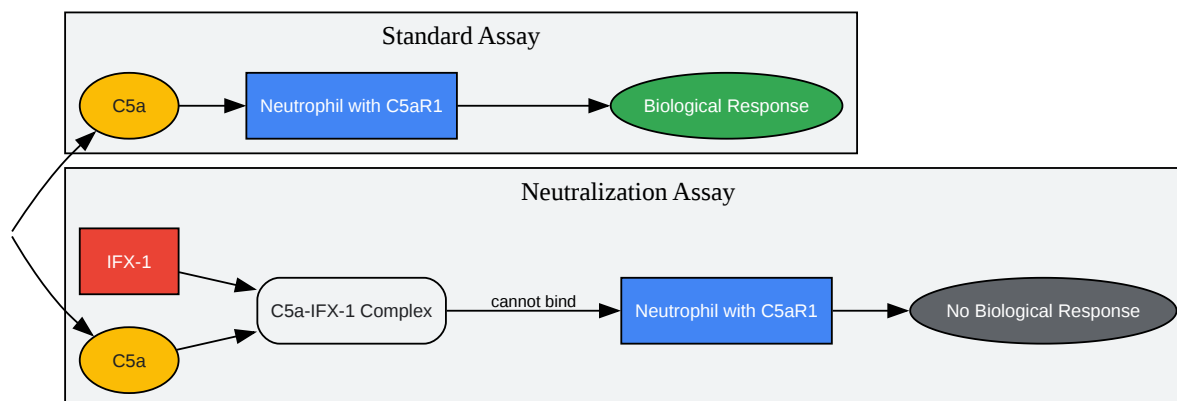 Standard Assay
C5a
Neutrophil with C5aR1
Biological Response
Neutralization Assay
IFX-1
C5a
C5a-IFX-1 Complex
cannot bind
Neutrophil with C5aR1
No Biological Response